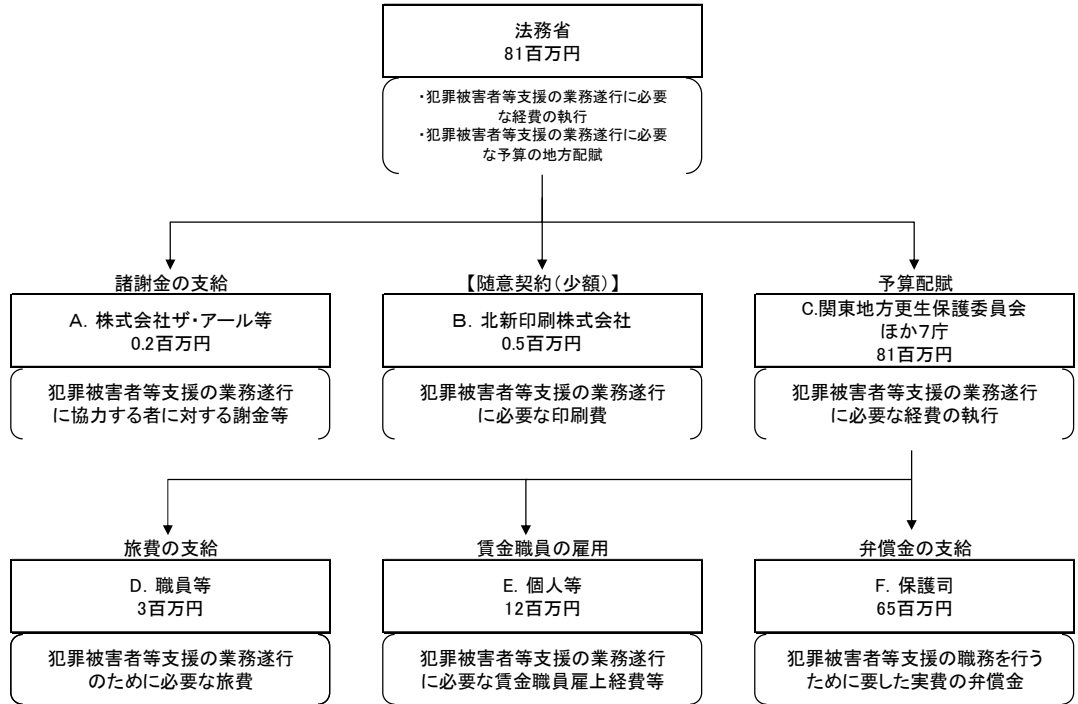 法務省
81百万円
・犯罪被害者等支援の業務遂行に必要
な経費の執行
・犯罪被害者等支援の業務遂行に必要
な予算の地方配賦
諸謝金の支給
A. 株式会社ザ・アール等
0.2百万円
犯罪被害者等支援の業務遂行
に協力する者に対する謝金等
【随意契約(少額)】
B. 北新印刷株式会社
0.5百万円
犯罪被害者等支援の業務遂行
に必要な印刷費
予算配賦
C.関東地方更生保護委員会
ほか7庁
81百万円
犯罪被害者等支援の業務遂行
に必要な経費の執行
旅費の支給
D. 職員等
3百万円
犯罪被害者等支援の業務遂行
のために必要な旅費
賃金職員の雇用
E. 個人等
12百万円
犯罪被害者等支援の業務遂行
に必要な賃金職員雇上経費等
弁償金の支給
F. 保護司
65百万円
犯罪被害者等支援の職務を行う
ために要した実費の弁償金